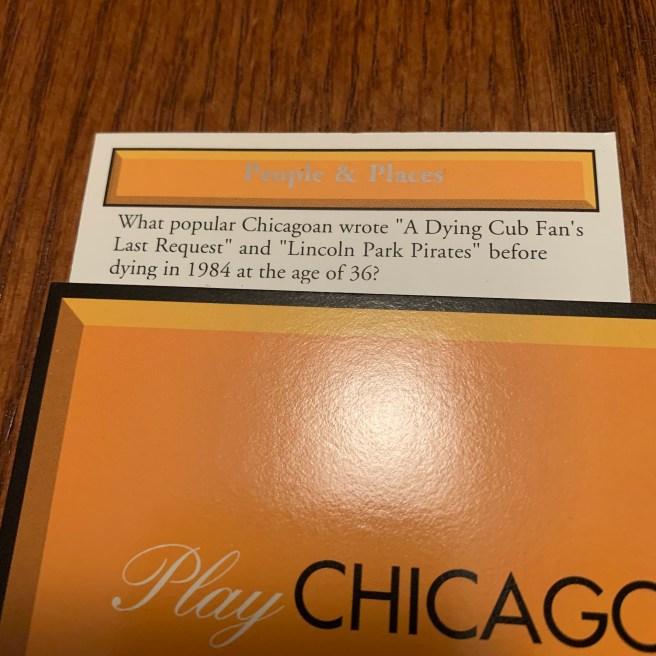 People & Places
What popular Chicagoan wrote "A Dying Cub Fan's
Last Request" and "Lincoln Park Pirates" before
dying in 1984 at the age of 36?
Play CHICAGO